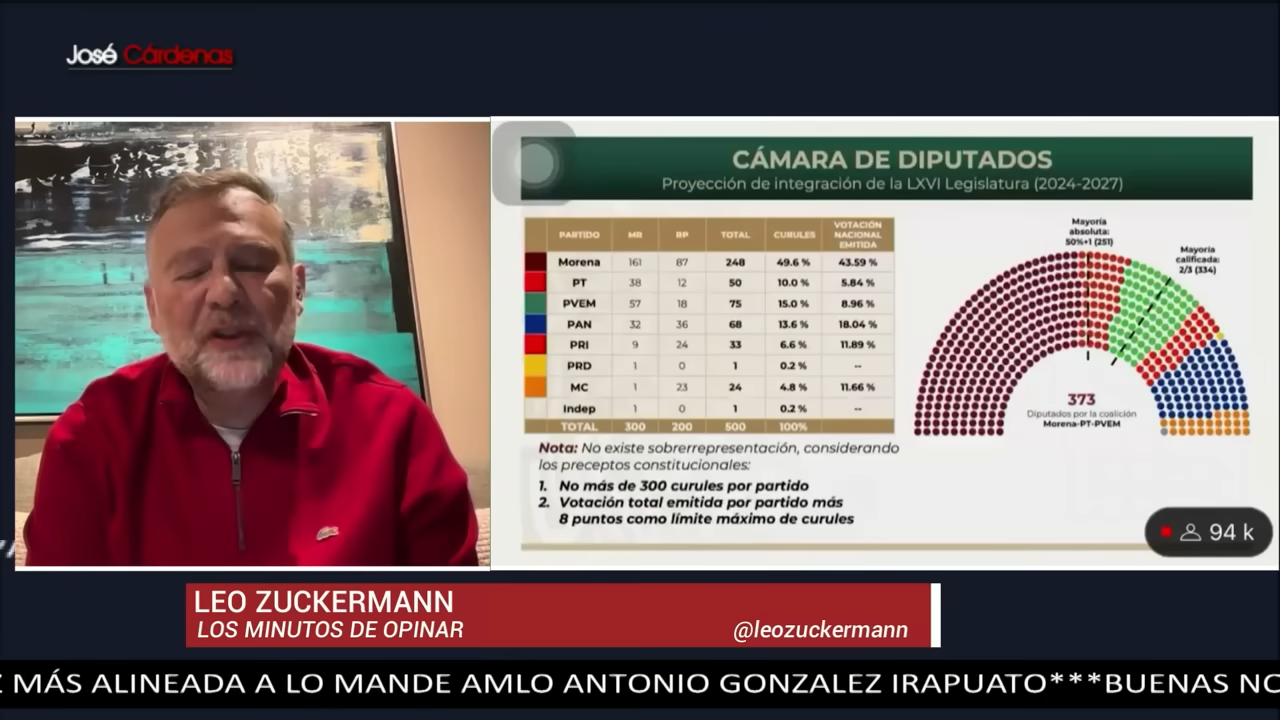 José Cárdenas
CÁMARA DE DIPUTADOS
Proyección de integración de la LXVI Legislatura (2024-2027)
PARTIDO MR RP TOTAL CURULES VOTACIÓN NACIONAL EMITIDA
Morena 161 87 248 49.6 % 43.59 %
PT 38 12 50 10.0 % 5.84 %
PVEM 57 18 75 15.0 % 8.96 %
PAN 32 36 68 13.6 % 18.04 %
PRI 9 24 33 6.6 % 11.89 %
PRD 1 0 1 0.2 % --
MC 1 23 24 4.8 % 11.66 %
Indep 1 0 1 0.2 % --
TOTAL 300 200 500 100%
Mayoría
absoluta:
50%+1 (251)
Mayoría
calificada:
2/3 (334)
373
Diputados por la coalición
Morena-PT-PVEM
Nota: No existe sobrerrepresentación, considerando
los preceptos constitucionales:
1. No más de 300 curules por partido
2. Votación total emitida por partido más
8 puntos como límite máximo de curules
94 k
LEO ZUCKERMANN
LOS MINUTOS DE OPINAR
@leozuckermann
MÁS ALINEADA A LO MANDE AMLO ANTONIO GONZALEZ IRAPUATO***BUENAS